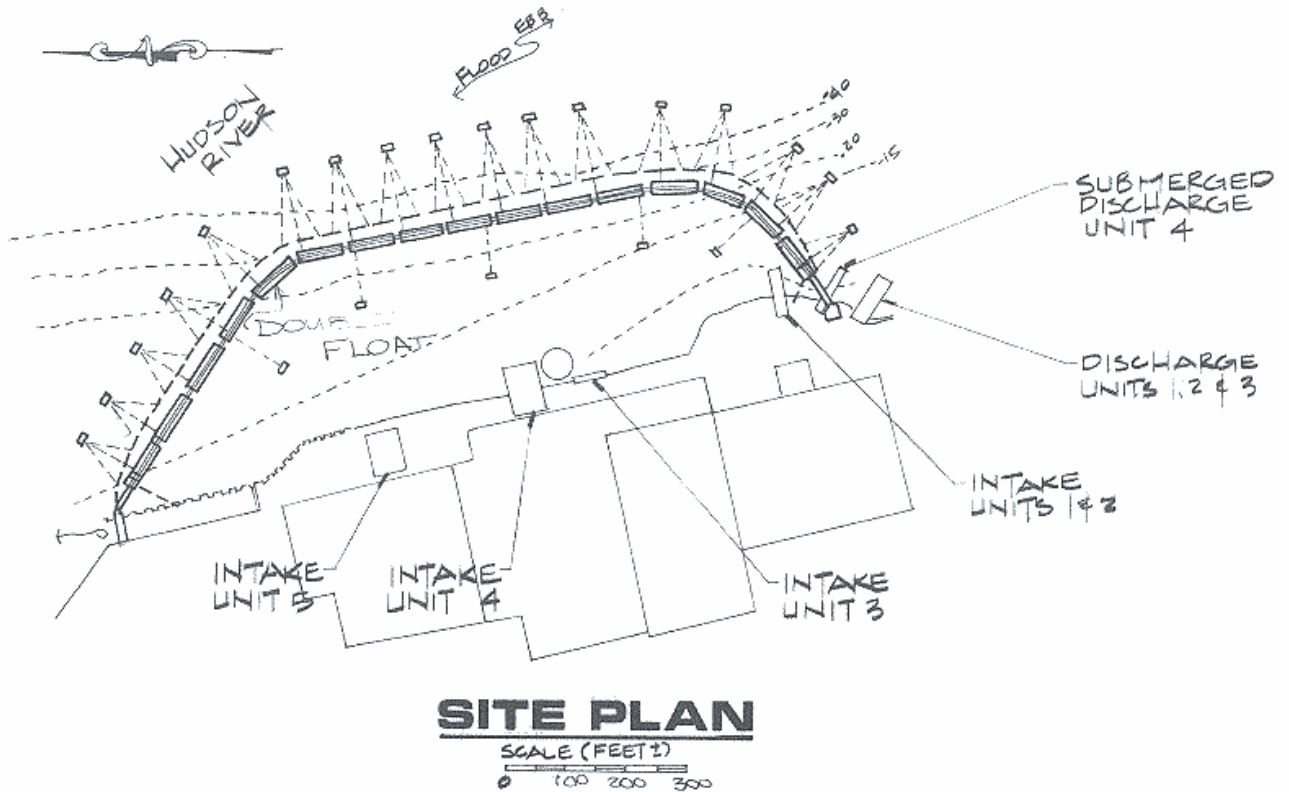 EBB
FLOOD
HUDSON
RIVER
-40
-30
-20
-15
SUBMERGED
DISCHARGE
UNIT 4
FLOAT
DISCHARGE
UNITS 1, 2 & 3
INTAKE
UNITS 1 & 2
INTAKE
UNIT 5
INTAKE
UNIT 4
INTAKE
UNIT 3
SITE PLAN
SCALE (FEET ±)
0 100 200 300